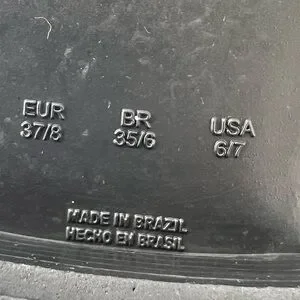 EUR BR USA
37/8 35/6 6/7
MADE IN BRAZIL
HECHO EN BRASIL